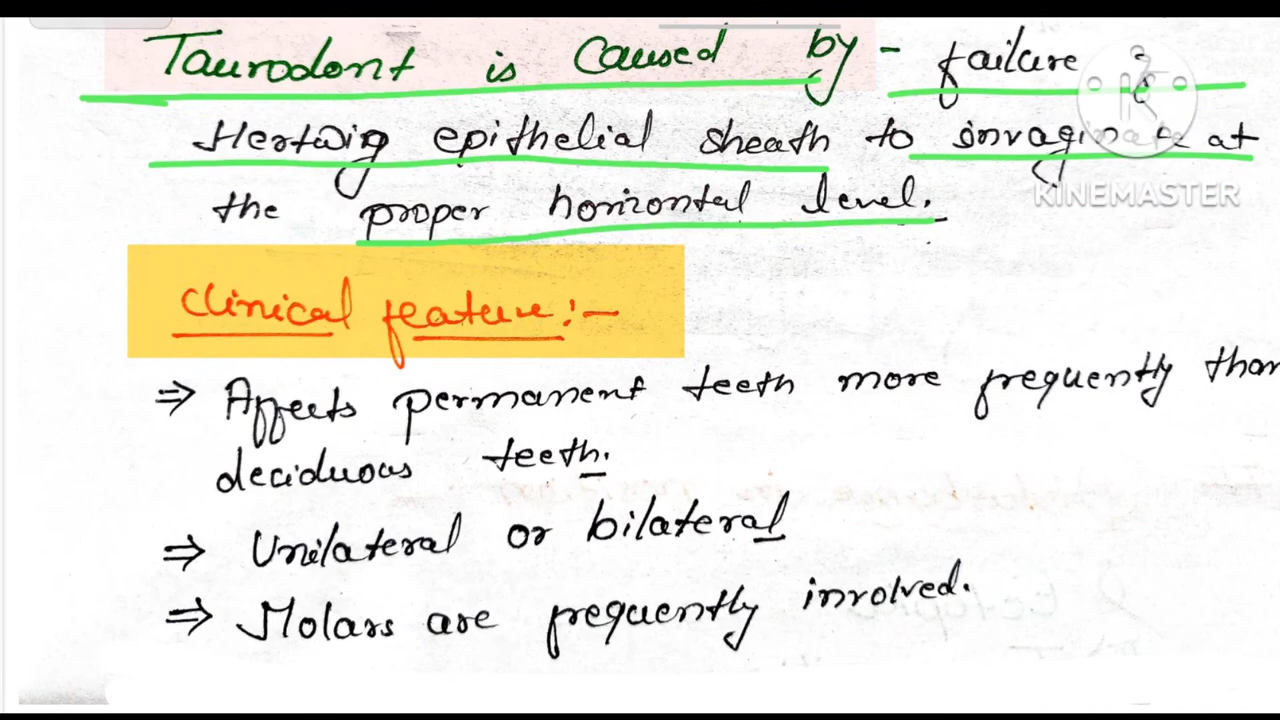 Taurodont is caused by - failure of
Hertwig epithelial sheath to invaginate at
the proper horizontal level.
KINEMASTER
Clinical feature:-
⇒ Affects permanent teeth more frequently than
deciduous teeth.
⇒ Unilateral or bilateral
⇒ Molars are frequently involved.